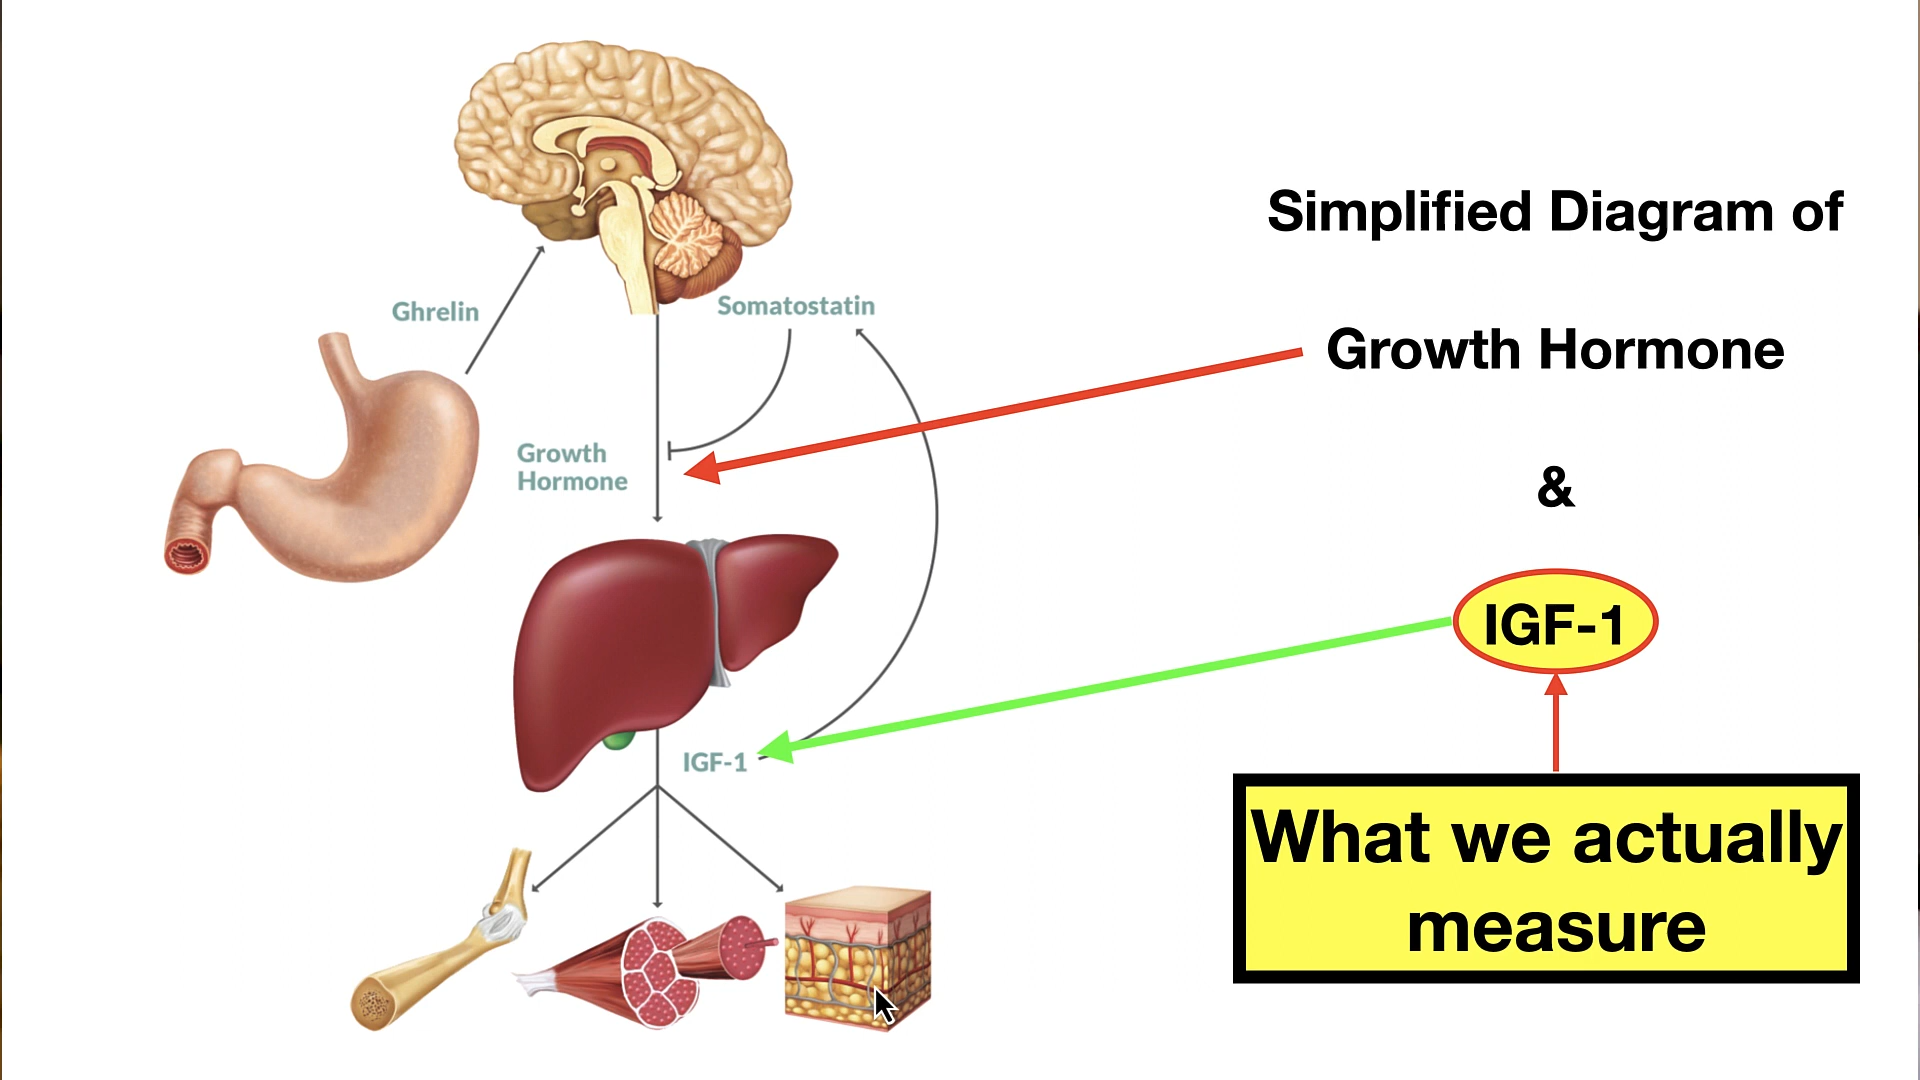 Simplified Diagram of
Growth Hormone
&
IGF-1
What we actually
measure
Ghrelin
Somatostatin
Growth
Hormone
IGF-1